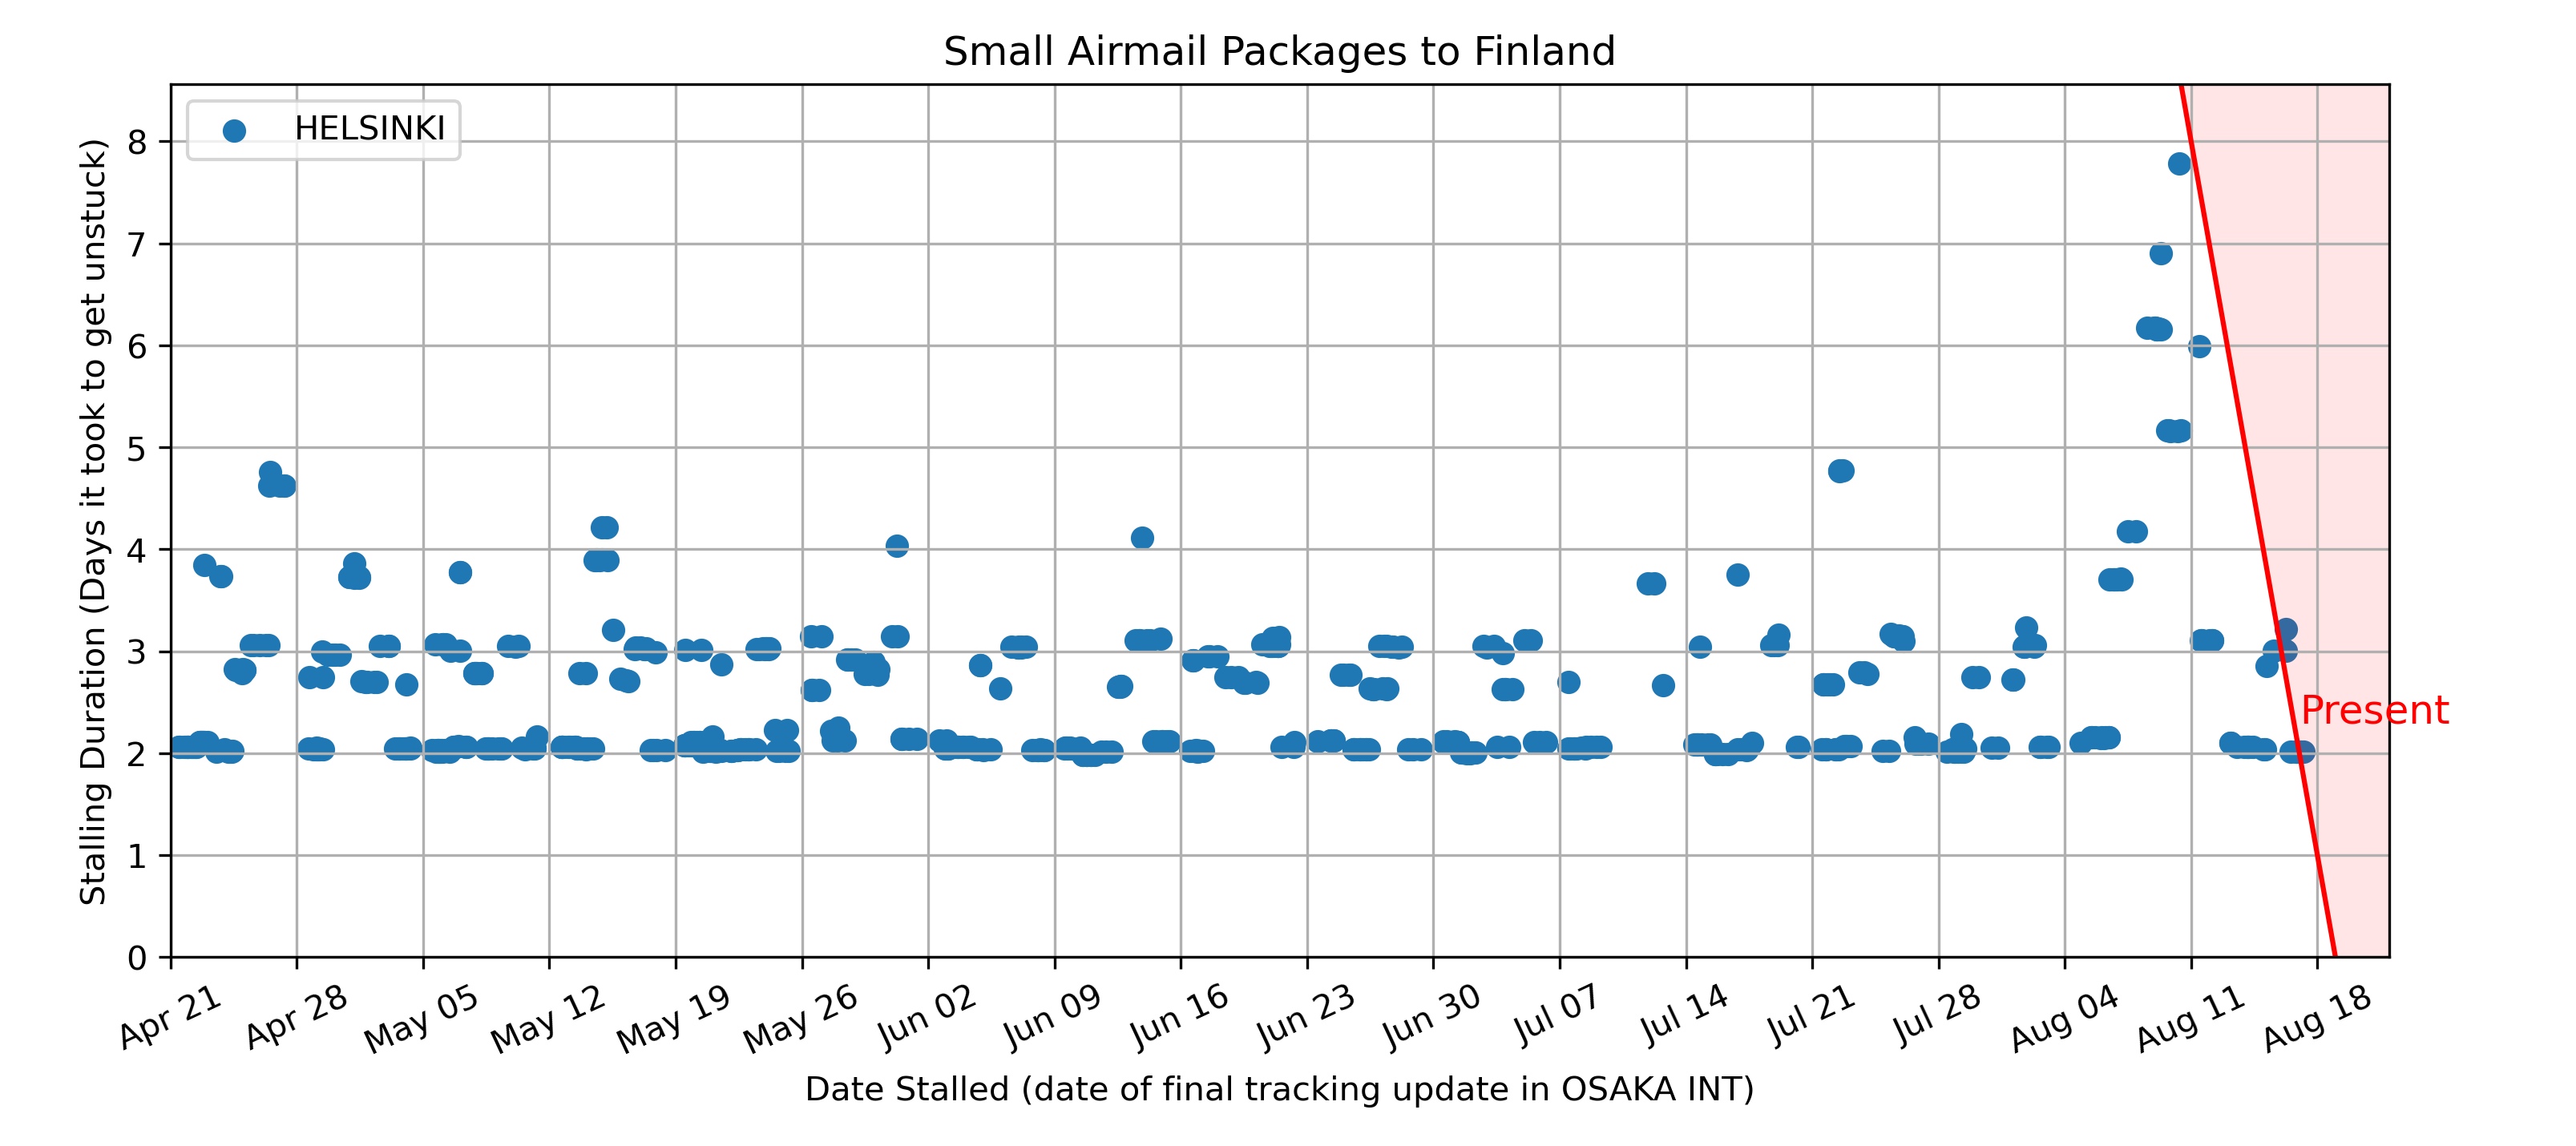 Small Airmail Packages to Finland
HELSINKI
Stalling Duration (Days it took to get unstuck)
8
7
6
5
4
3
2
1
0
Present
Apr 21
Apr 28
May 05
May 12
May 19
May 26
Jun 02
Jun 09
Jun 16
Jun 23
Jun 30
Jul 07
Jul 14
Jul 21
Jul 28
Aug 04
Aug 11
Aug 18
Date Stalled (date of final tracking update in OSAKA INT)